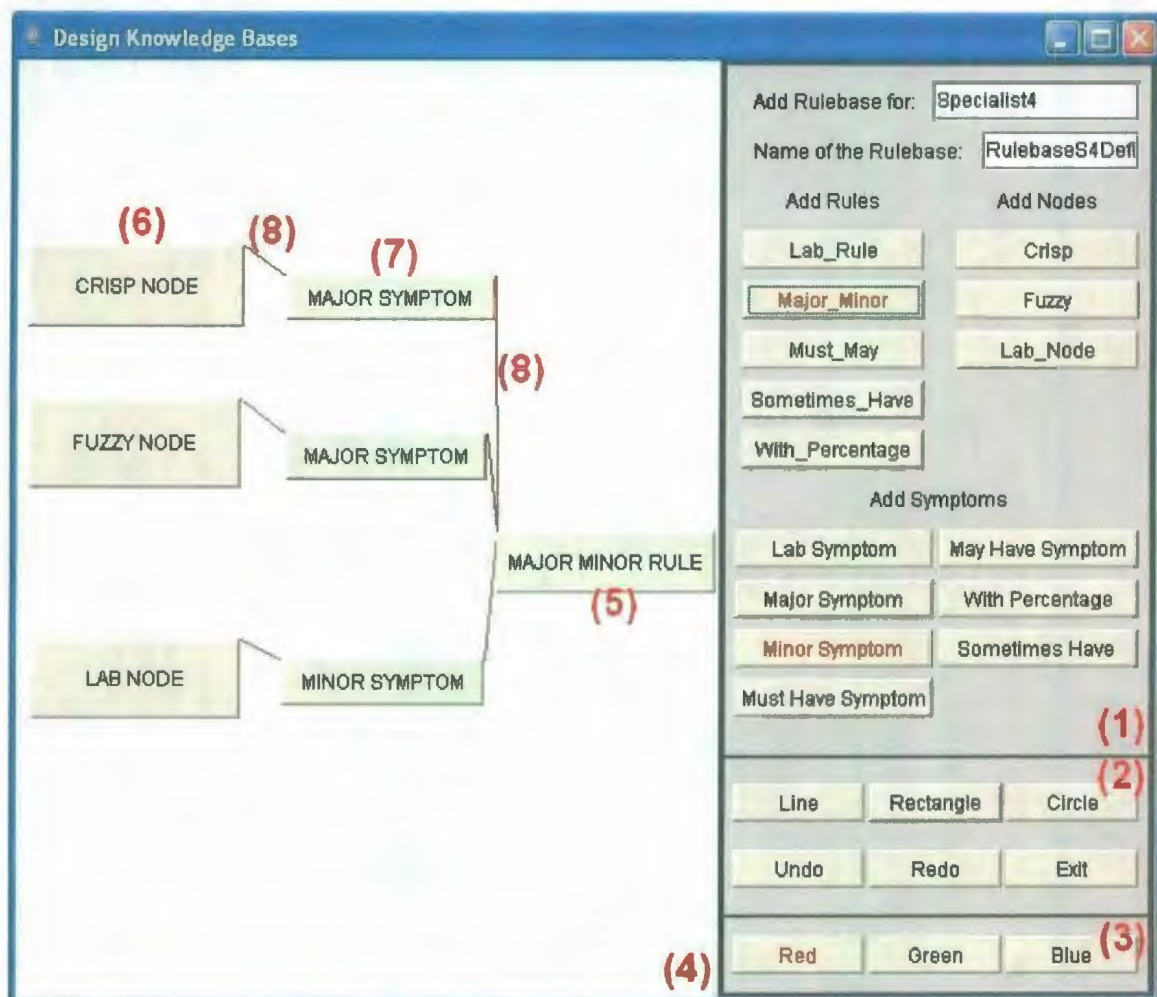 Design Knowledge Bases
(6)
(8)
(7)
CRISP NODE
MAJOR SYMPTOM
(8)
FUZZY NODE
MAJOR SYMPTOM
MAJOR MINOR RULE
(5)
LAB NODE
MINOR SYMPTOM
(4)
Add Rulebase for: Specialist4
Name of the Rulebase: RulebaseS4Defi
Add Rules Add Nodes
Lab_Rule Crisp
Major_Minor Fuzzy
Must_May Lab_Node
Sometimes_Have
With_Percentage
Add Symptoms
Lab Symptom May Have Symptom
Major Symptom With Percentage
Minor Symptom Sometimes Have
Must Have Symptom
(1)
(2)
Line Rectangle Circle
Undo Redo Exit
(3)
Red Green Blue